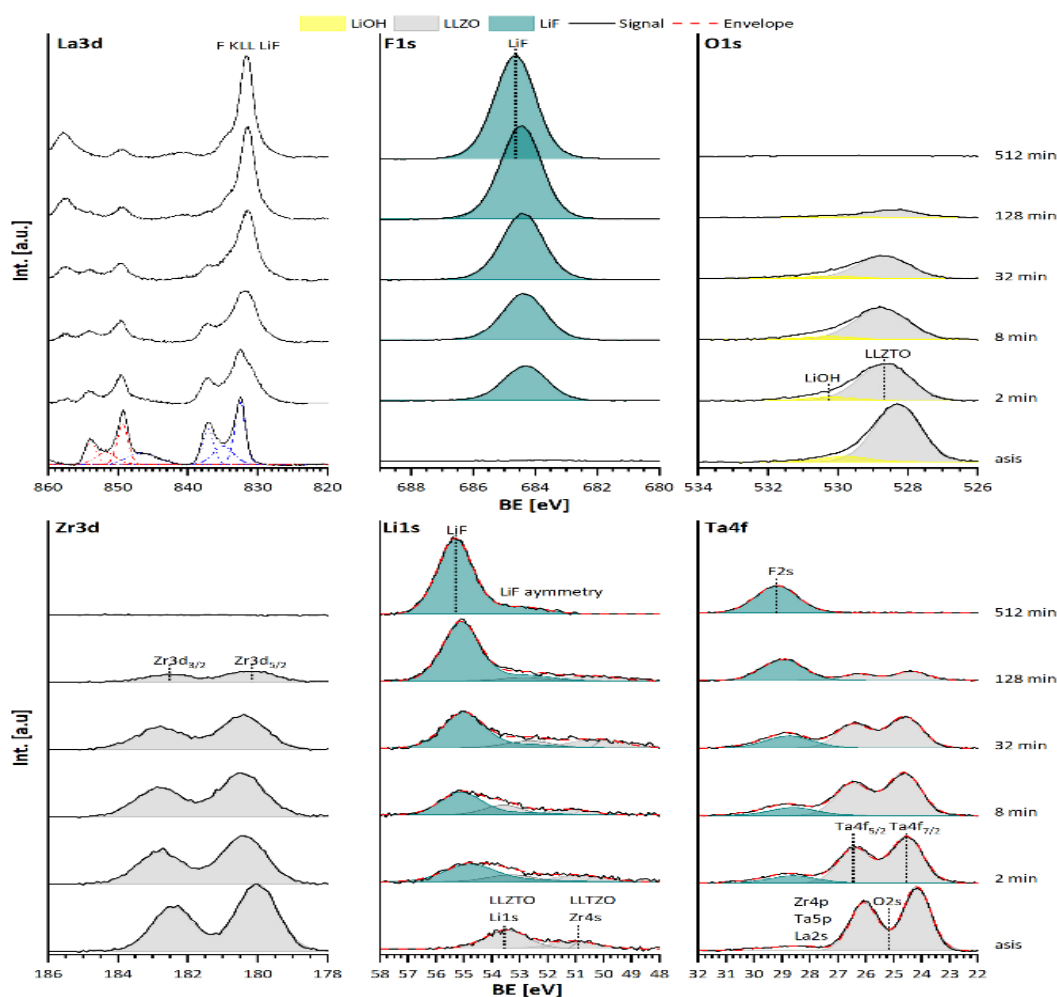 LiOH LLZO LiF Signal Envelope
La3d
F KLL LiF
F1s
LiF
O1s
512 min
128 min
32 min
8 min
LLZTO
LiOH
2 min
asis
Int. [a.u.]
860 850 840 830 820
688 686 684 682 680
534 532 530 528 526
BE [eV]
Zr3d
Li1s
Ta4f
LiF
F2s
LiF asymmetry
512 min
Zr3d3/2 Zr3d5/2
128 min
32 min
8 min
Ta4f5/2 Ta4f7/2
2 min
LLZTO LLTZO
Li1s Zr4s
Zr4p O2s
Ta5p
La2s
asis
Int. [a.u]
186 184 182 180 178
58 57 56 55 54 53 52 51 50 49 48
32 31 30 29 28 27 26 25 24 23 22
BE [eV]